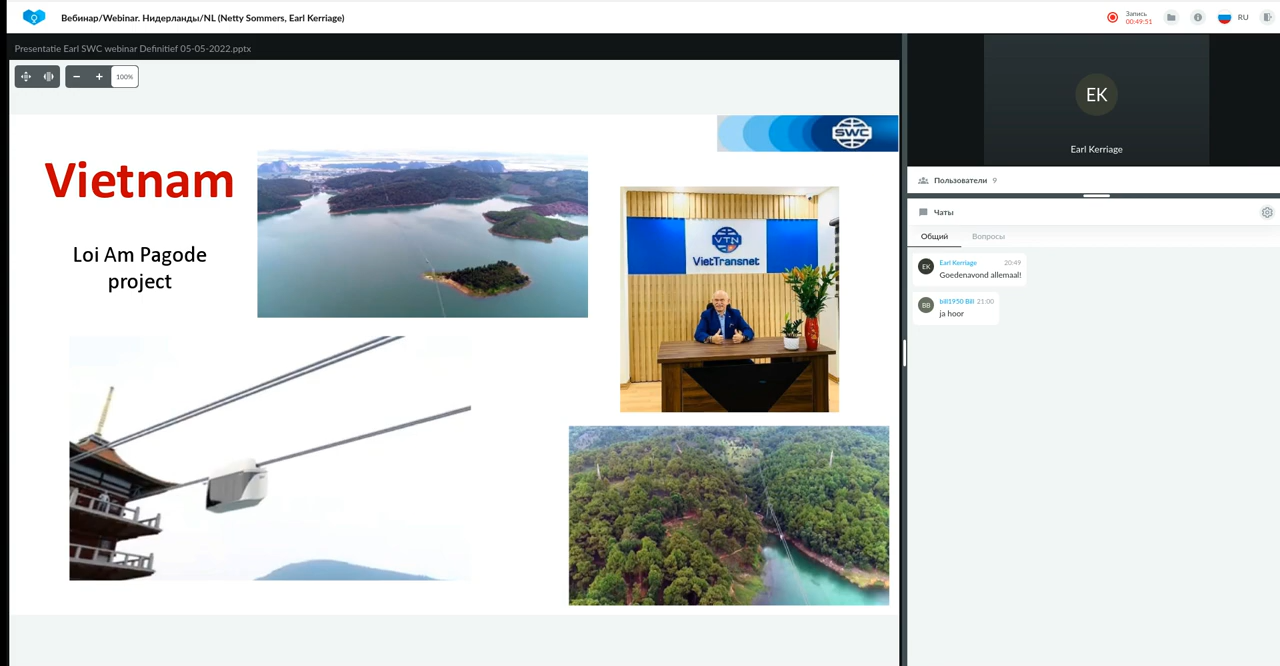 Вебинар/Webinar. Нидерланды/NL (Netty Sommers, Earl Kerriage)
Запись
00:49:51
RU
Presentatie Earl SWC webinar Definitief 05-05-2022.pptx
100%
Vietnam
Loi Am Pagode
project
SWC
VTN
VietTransnet
EK
Earl Kerriage
Пользователи 9
Чаты
Общий Вопросы
EK
Earl Kerriage 20:49
Goedenavond allemaal!
BB
bill1950 Bill 21:00
ja hoor